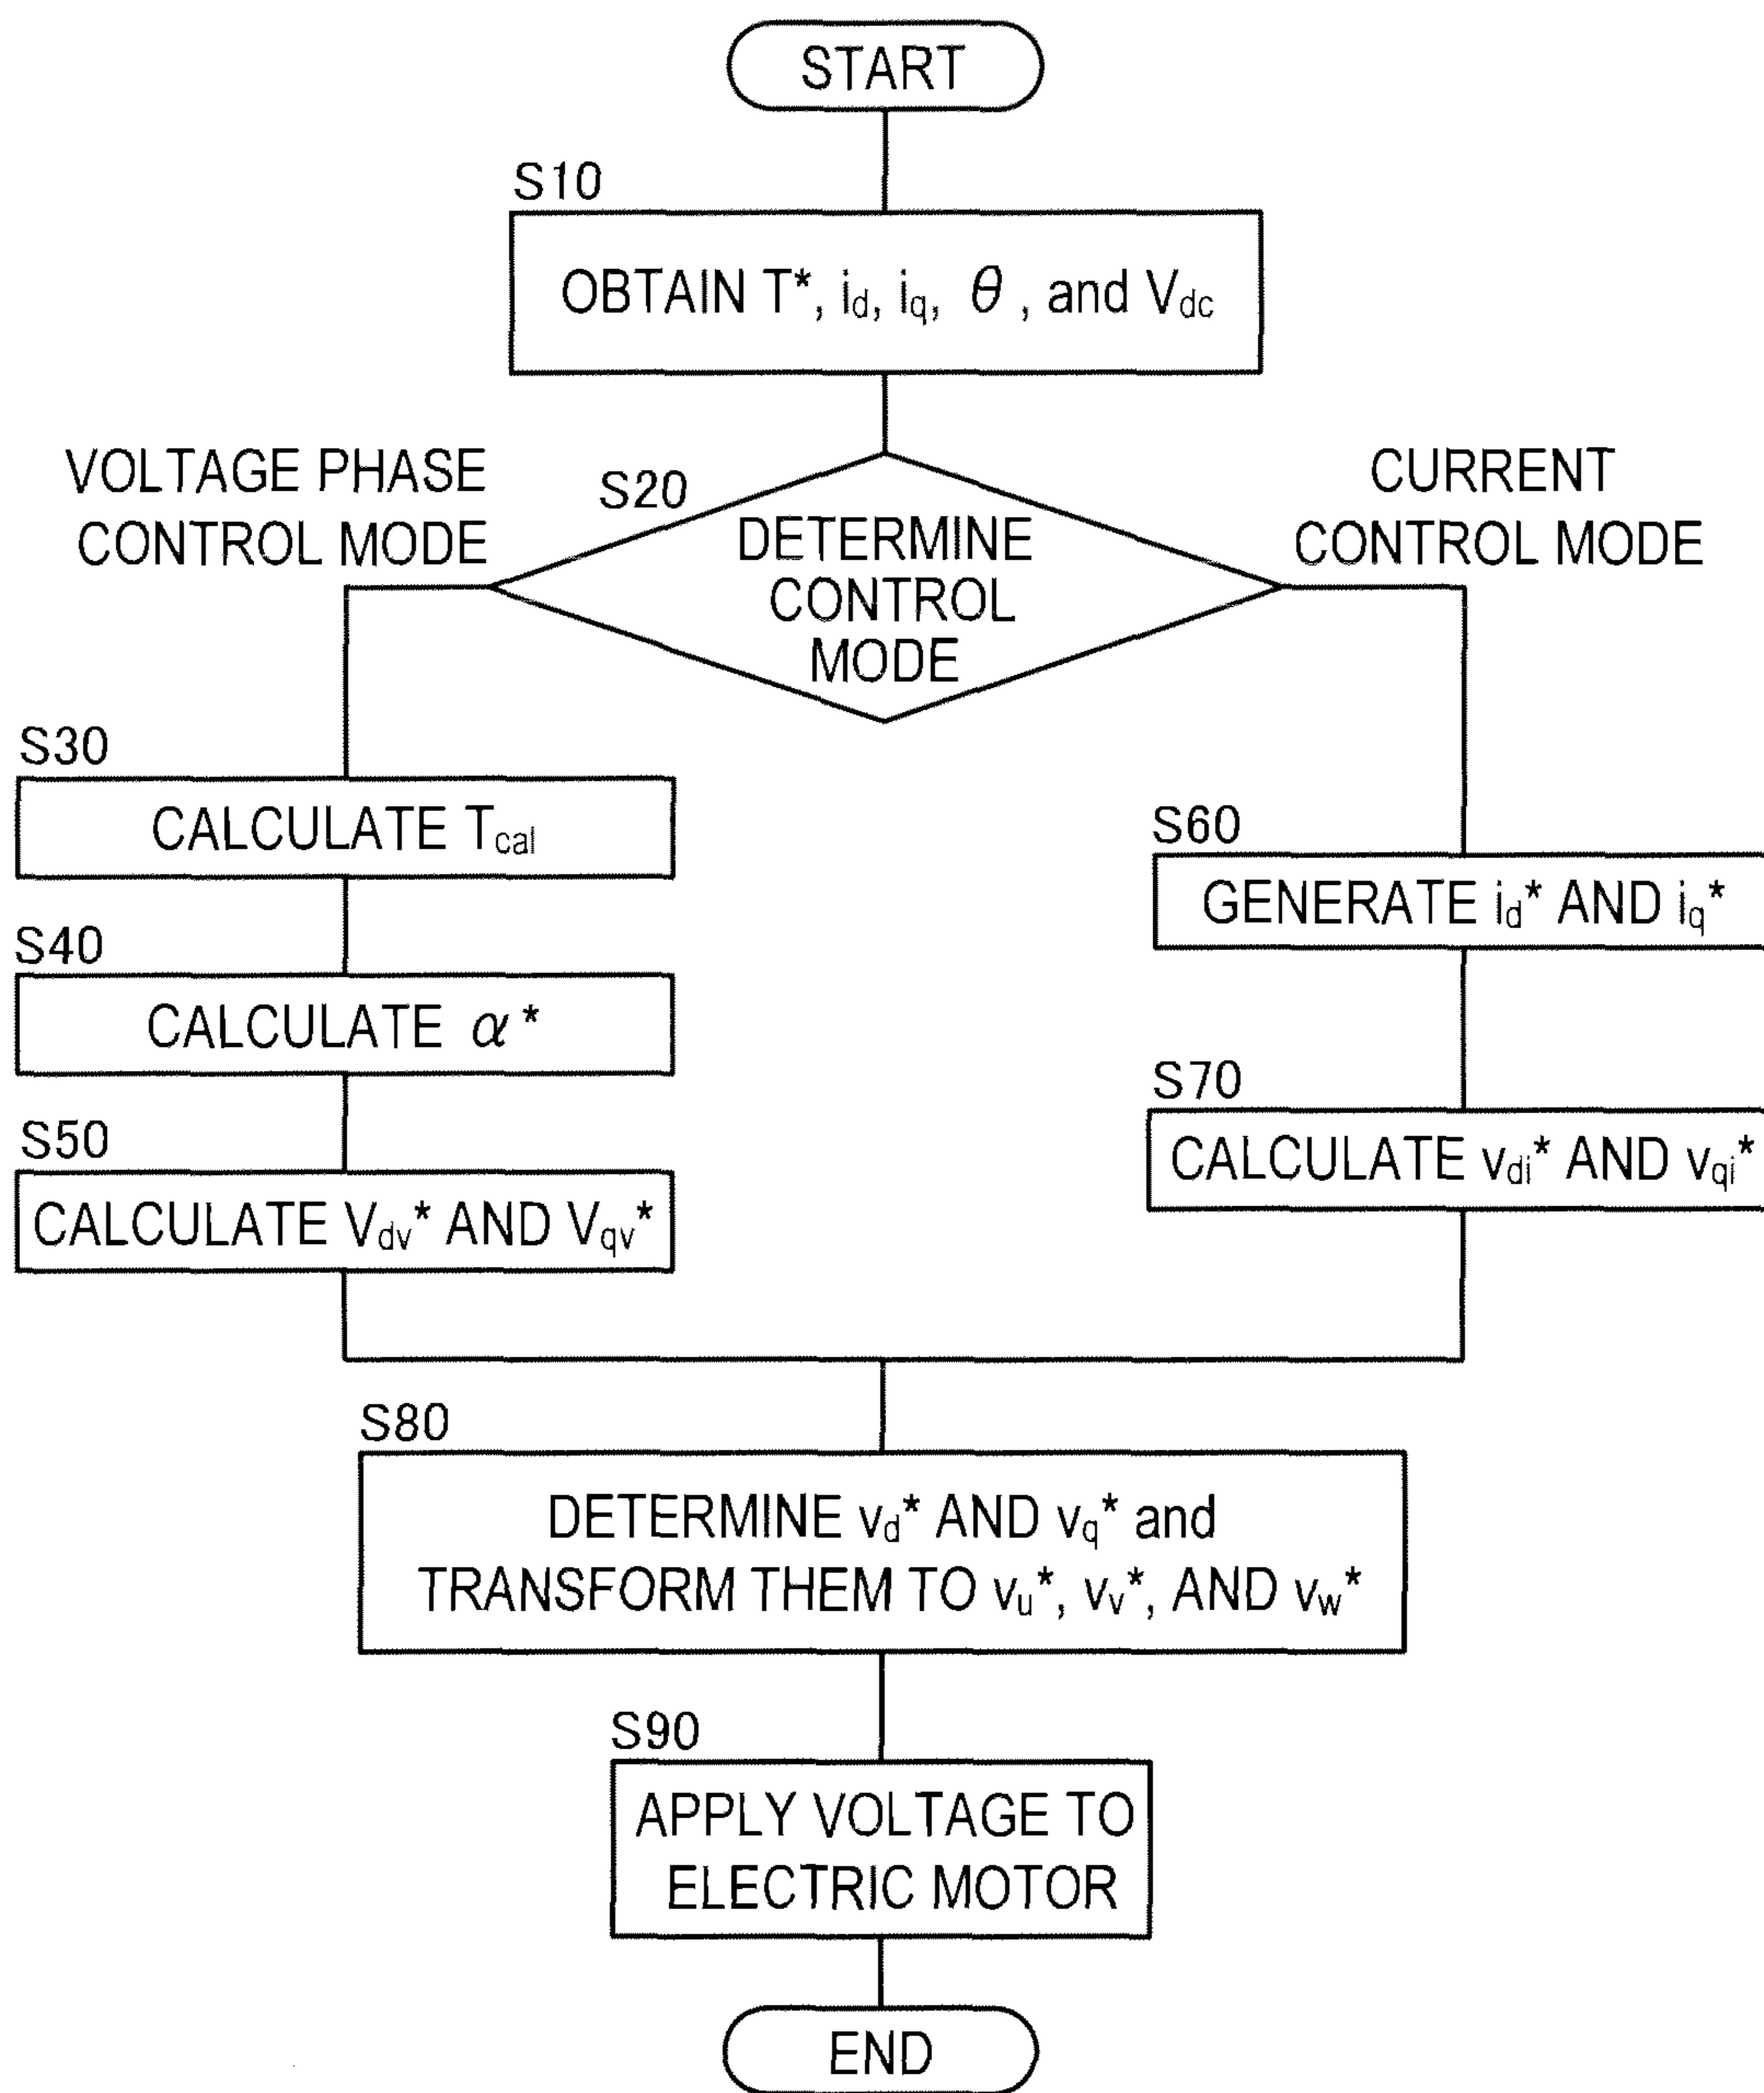 START
S10
OBTAIN T*, id, iq, θ, and Vdc
VOLTAGE PHASE
CONTROL MODE
S20
DETERMINE
CONTROL
MODE
CURRENT
CONTROL MODE
S30
CALCULATE Tcal
S40
CALCULATE α*
S50
CALCULATE Vdv* AND Vqv*
S60
GENERATE id* AND iq*
S70
CALCULATE vdi* AND vqi*
S80
DETERMINE vd* AND vq* and
TRANSFORM THEM TO vu*, vv*, AND vw*
S90
APPLY VOLTAGE TO
ELECTRIC MOTOR
END